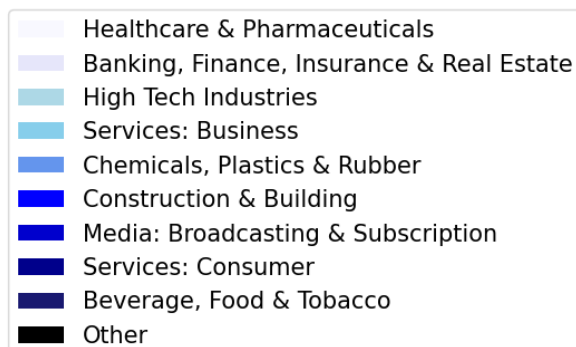 Healthcare & Pharmaceuticals
Banking, Finance, Insurance & Real Estate
High Tech Industries
Services: Business
Chemicals, Plastics & Rubber
Construction & Building
Media: Broadcasting & Subscription
Services: Consumer
Beverage, Food & Tobacco
Other